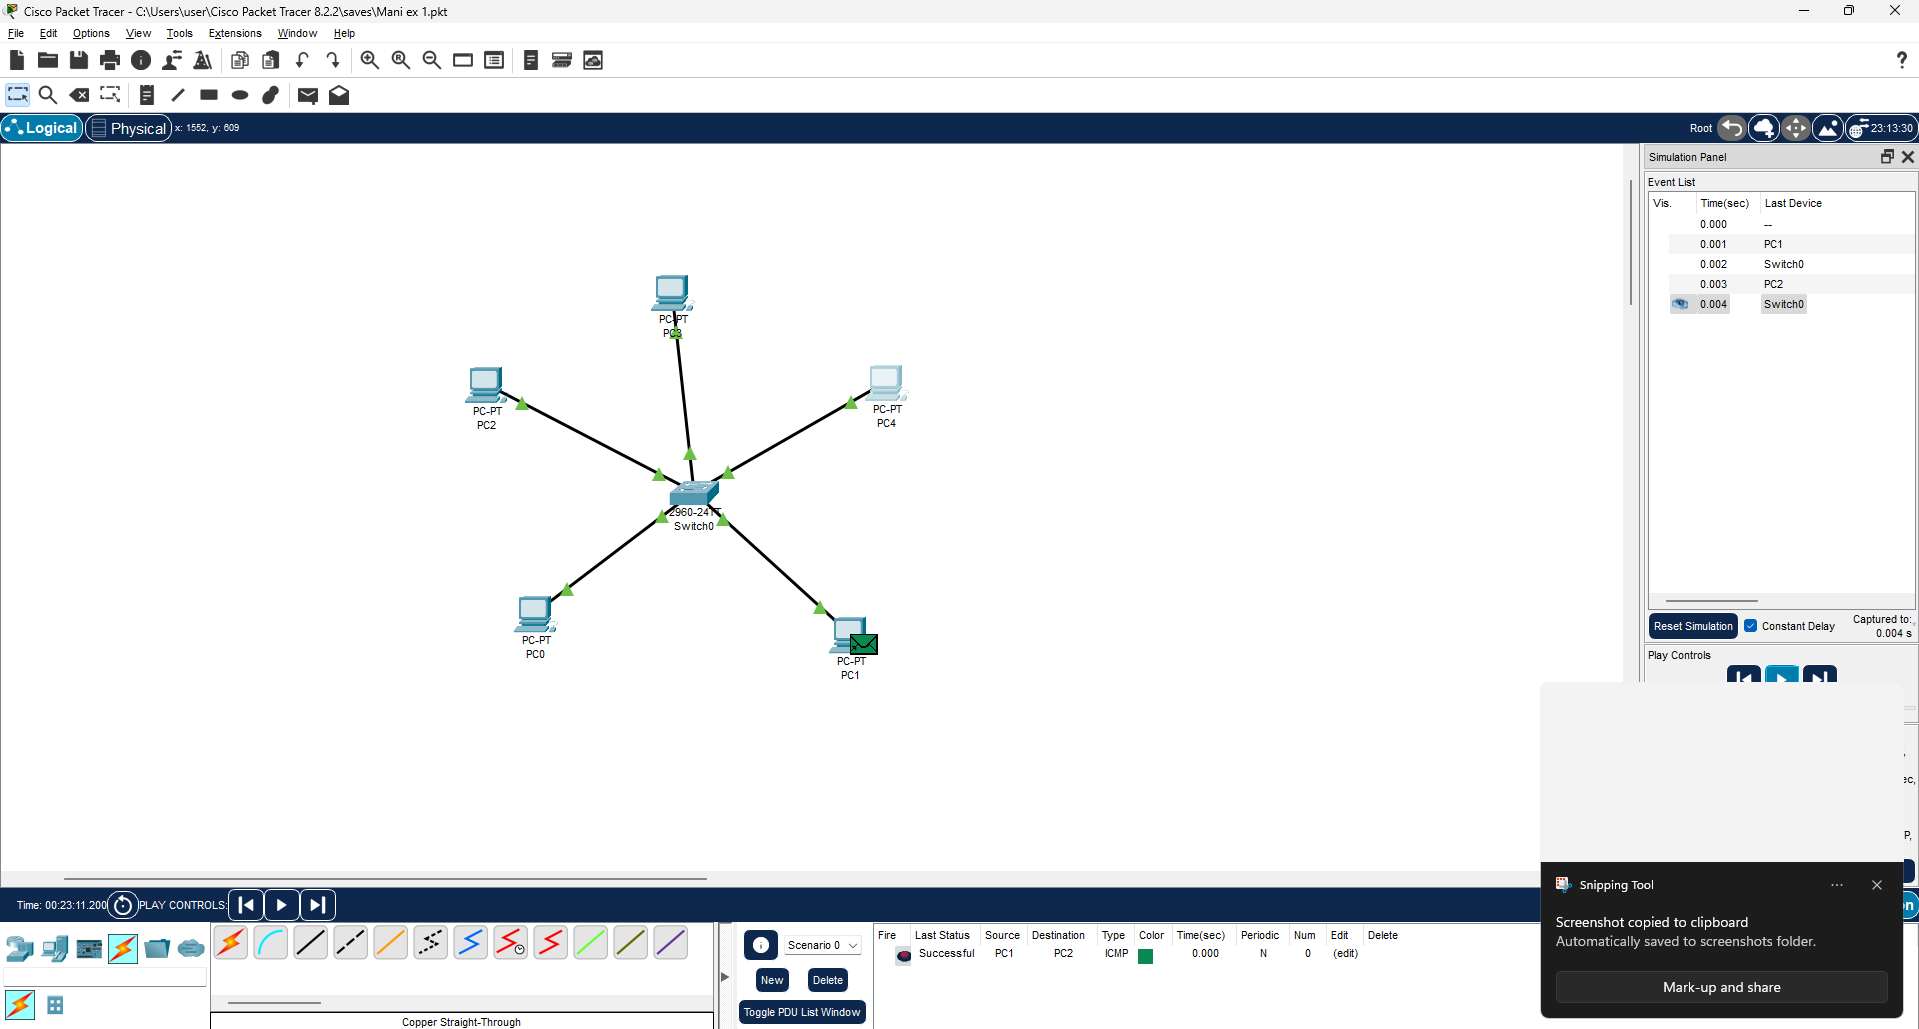 Cisco Packet Tracer - C:\Users\user\Cisco Packet Tracer 8.2.2\saves\Mani ex 1.pkt
File Edit Options View Tools Extensions Window Help
Logical Physical x: 1552, y: 609 Root 23:13:30
Simulation Panel
Event List
Vis. Time(sec) Last Device
0.000 --
0.001 PC1
0.002 Switch0
0.003 PC2
0.004 Switch0
PC-PT
PC3
PC-PT
PC2
PC-PT
PC4
2960-24TT
Switch0
PC-PT
PC0
PC-PT
PC1
Reset Simulation Constant Delay Captured to:
0.004 s
Play Controls
Time: 00:23:11.200 PLAY CONTROLS:
Scenario 0
New Delete
Toggle PDU List Window
Copper Straight-Through
Fire Last Status Source Destination Type Color Time(sec) Periodic Num Edit Delete
Successful PC1 PC2 ICMP 0.000 N 0 (edit)
Snipping Tool
Screenshot copied to clipboard
Automatically saved to screenshots folder.
Mark-up and share